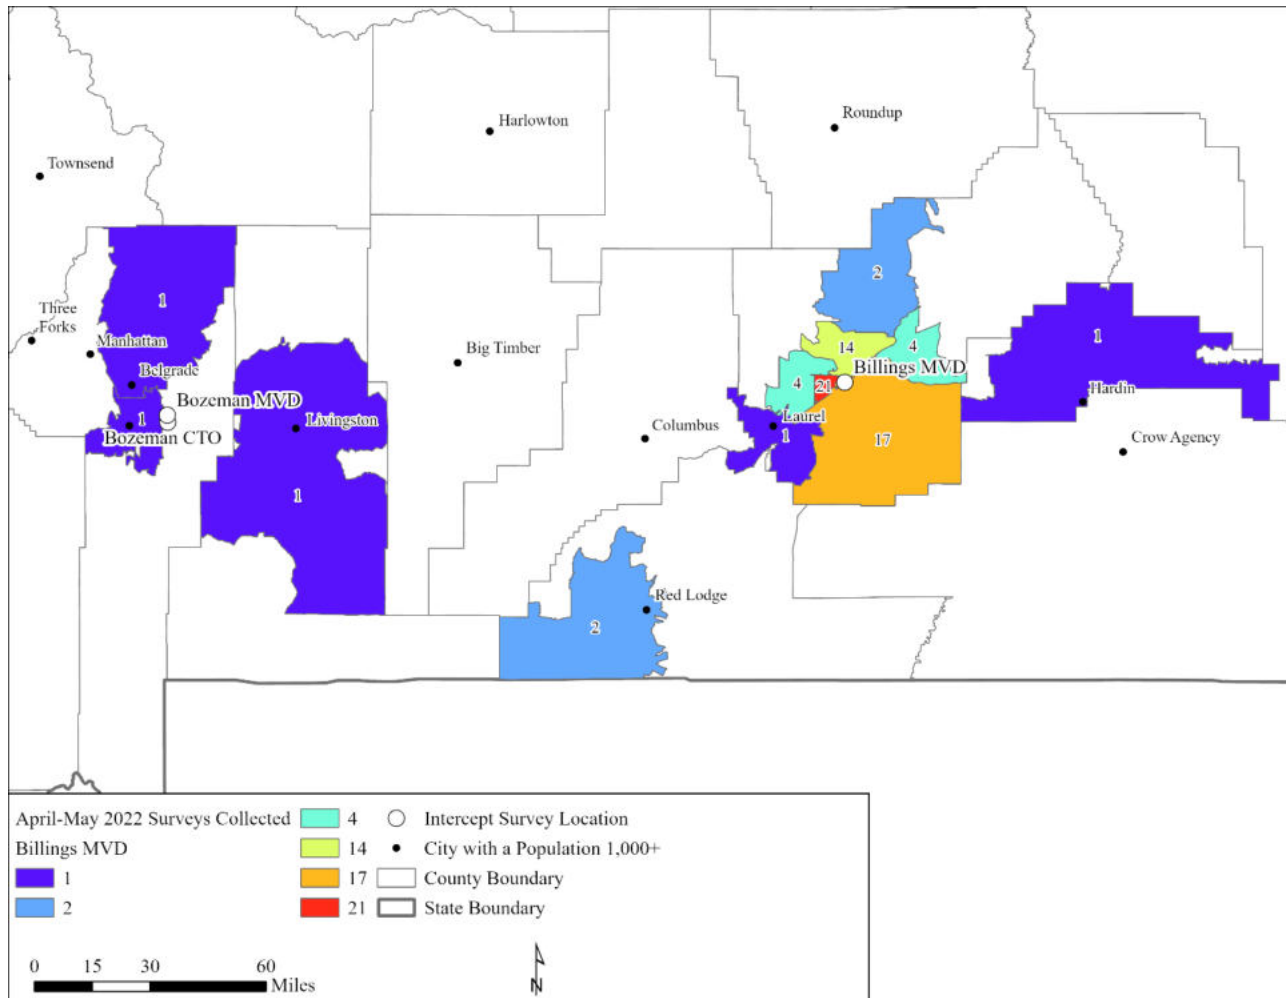 Roundup
Harlowton
Townsend
2
1
Three
Forks
1
Manhattan
4
14
Big Timber
Billings MVD
Belgrade
4
21
Hardin
Bozeman MVD
1
Livingston
Laurel
Columbus
1
17
Bozeman CTO
Crow Agency
1
Red Lodge
2
April-May 2022 Surveys Collected
Billings MVD
1
2
4
14
17
21
Intercept Survey Location
City with a Population 1,000+
County Boundary
State Boundary
0 15 30 60
Miles
N